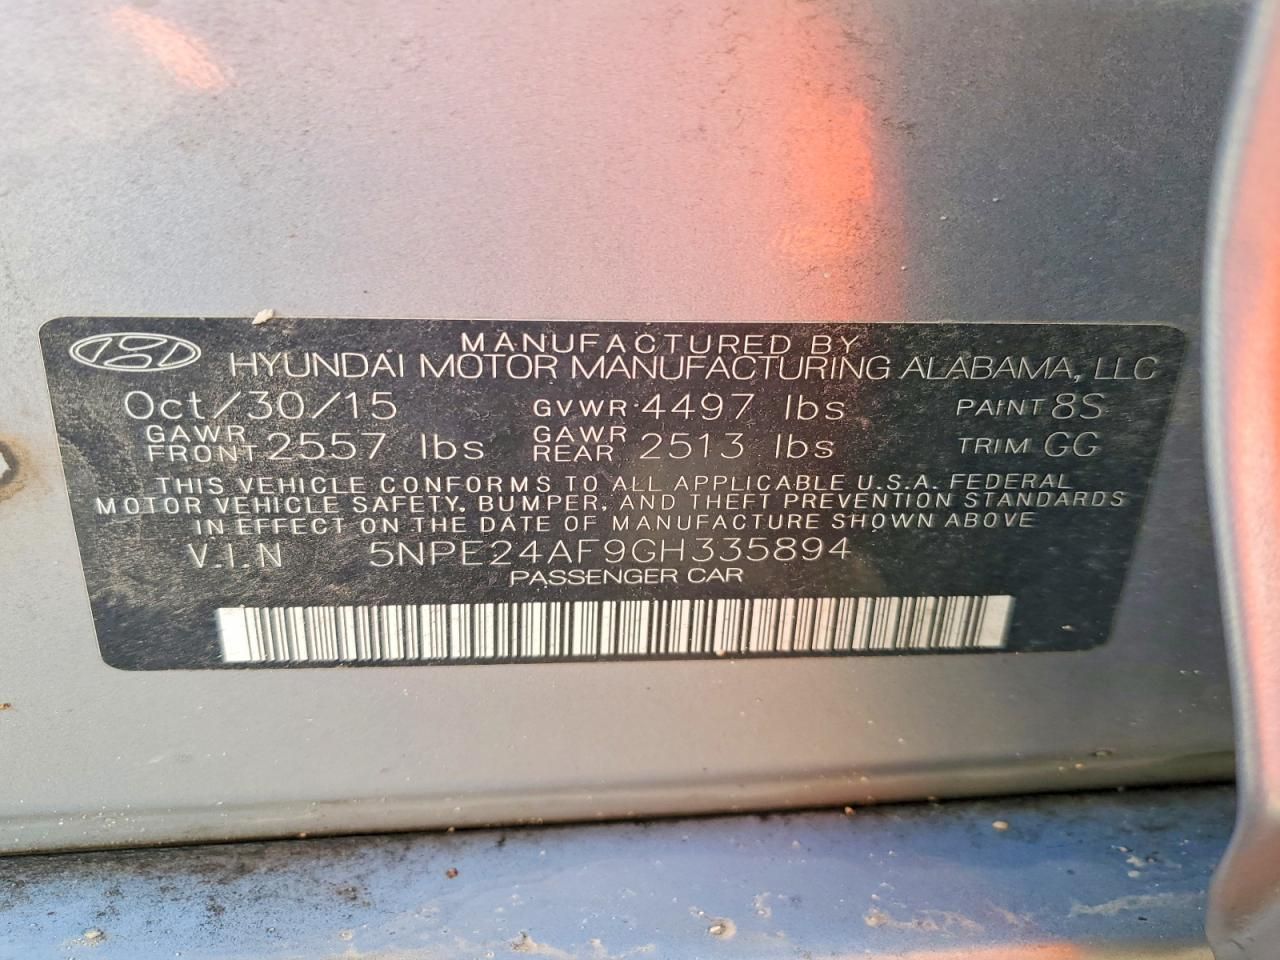 MANUFACTURED BY
HYUNDAI MOTOR MANUFACTURING ALABAMA, LLC
Oct/30/15 GVWR 4497 lbs PAINT 8S
GAWR FRONT 2557 lbs GAWR REAR 2513 lbs TRIM GG
THIS VEHICLE CONFORMS TO ALL APPLICABLE U.S.A. FEDERAL
MOTOR VEHICLE SAFETY, BUMPER, AND THEFT PREVENTION STANDARDS
IN EFFECT ON THE DATE OF MANUFACTURE SHOWN ABOVE
V.I.N 5NPE24AF9GH335894
PASSENGER CAR